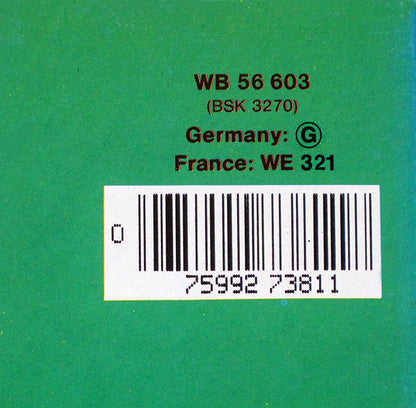 WB 56 603
(BSK 3270)
Germany: Ⓖ
France: WE 321
0
75992 73811